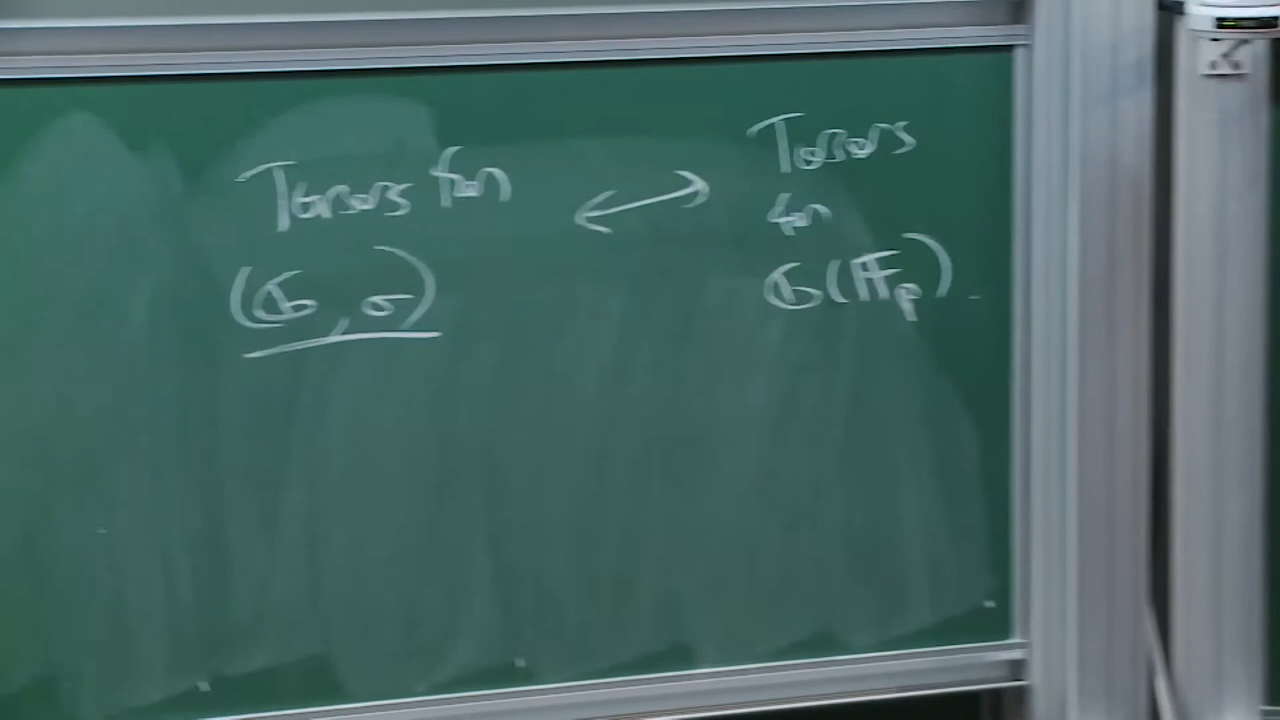 Torsors for ↔ Torsors
for
(G, σ) G(𝔽_p)